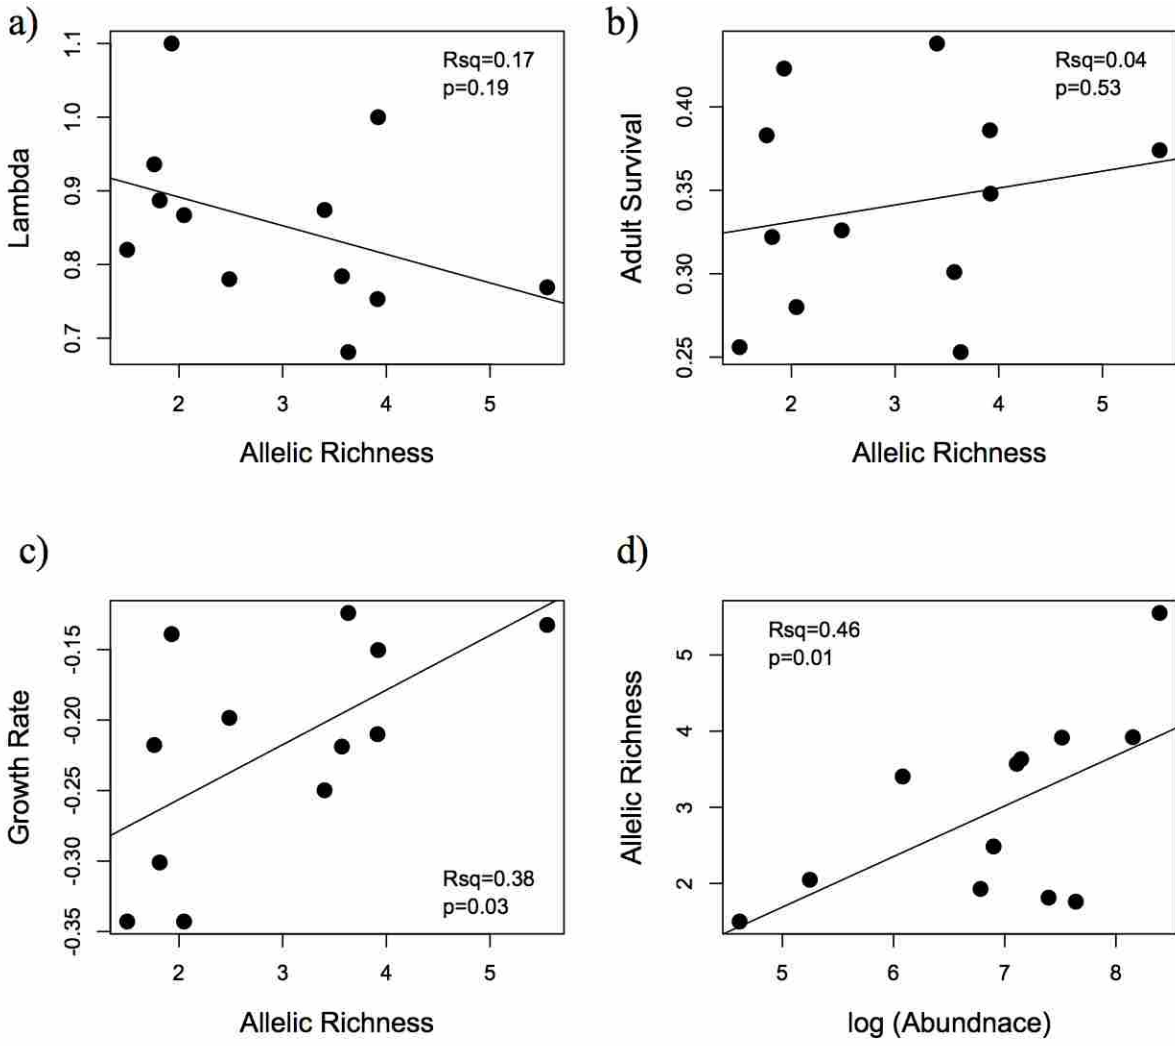 a)
Rsq=0.17
p=0.19
Lambda
1.1
1.0
0.9
0.8
0.7
2 3 4 5
Allelic Richness
b)
Rsq=0.04
p=0.53
Adult Survival
0.40
0.35
0.30
0.25
2 3 4 5
Allelic Richness
c)
Growth Rate
-0.15
-0.20
-0.25
-0.30
-0.35
Rsq=0.38
p=0.03
2 3 4 5
Allelic Richness
d)
Rsq=0.46
p=0.01
Allelic Richness
5
4
3
2
5 6 7 8
log (Abundnace)